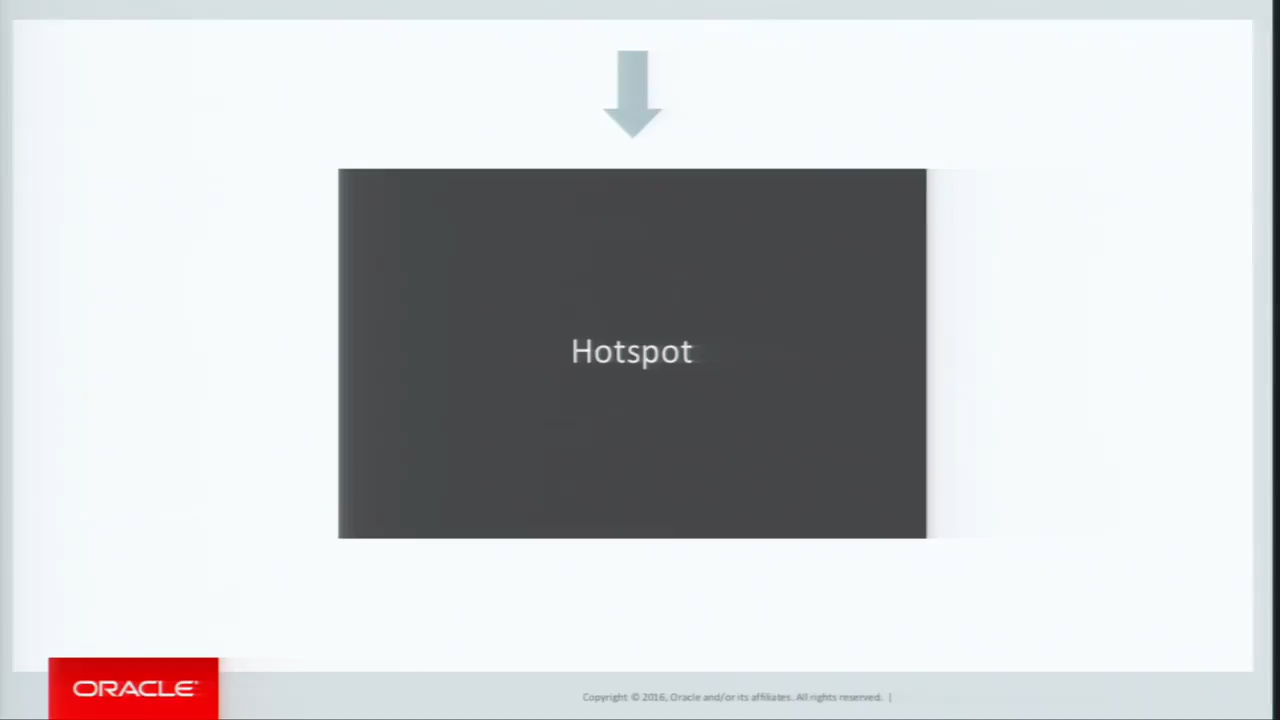 Hotspot
ORACLE®
Copyright © 2016, Oracle and/or its affiliates. All rights reserved. |